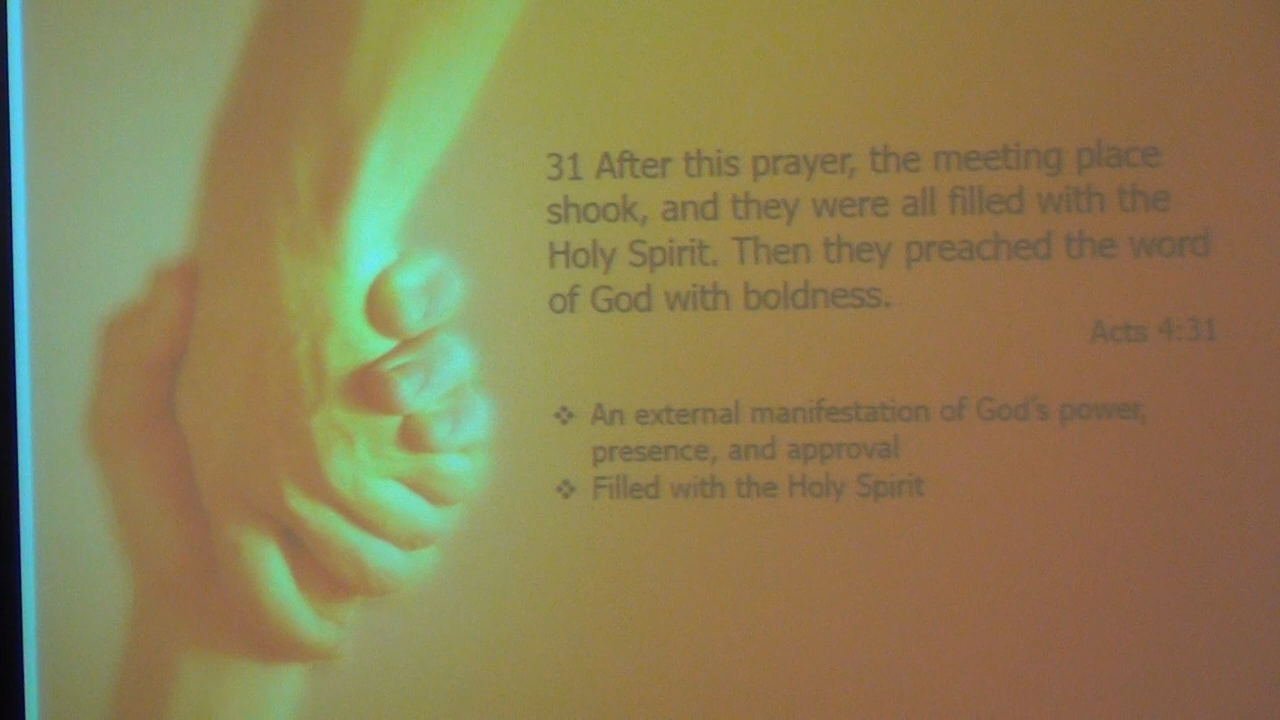 31 After this prayer, the meeting place
shook, and they were all filled with the
Holy Spirit. Then they preached the word
of God with boldness.
Acts 4:31
❖ An external manifestation of God's power,
presence, and approval
❖ Filled with the Holy Spirit